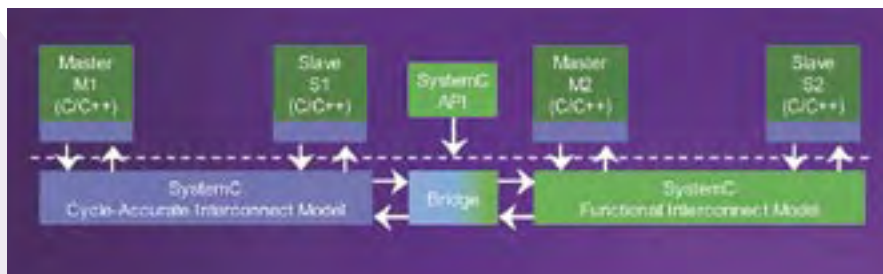 Master
M1
(C/C++)
Slave
S1
(C/C++)
SystemC
API
Master
M2
(C/C++)
Slave
S2
(C/C++)
SystemC
Cycle-Accurate Interconnect Model
Bridge
SystemC
Functional Interconnect Model